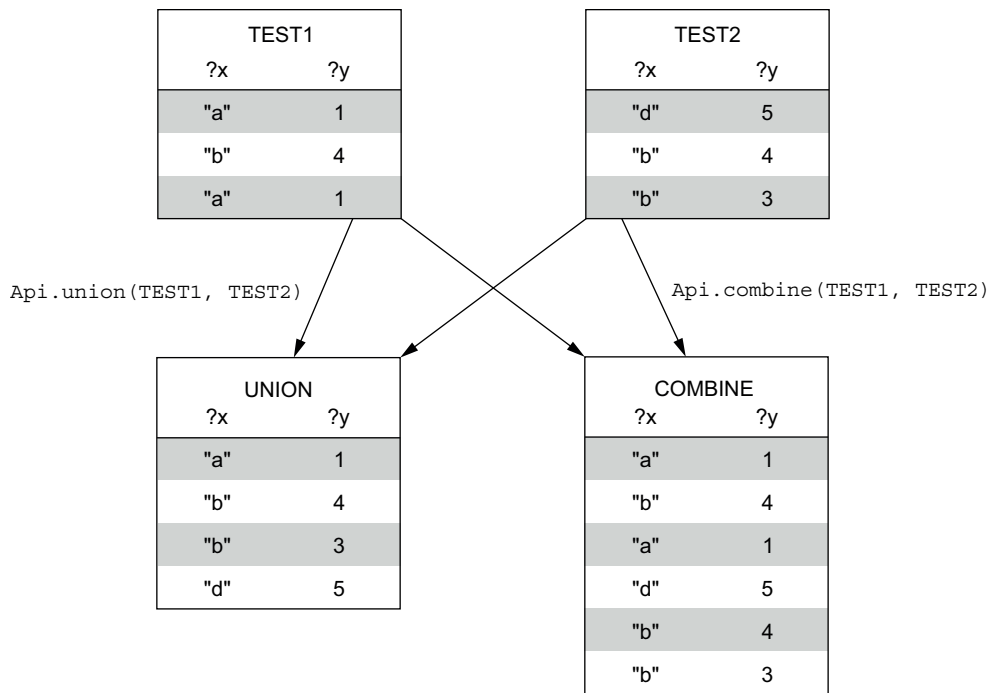 TEST1
?x ?y
"a" 1
"b" 4
"a" 1
TEST2
?x ?y
"d" 5
"b" 4
"b" 3
Api.union(TEST1, TEST2)
Api.combine(TEST1, TEST2)
UNION
?x ?y
"a" 1
"b" 4
"b" 3
"d" 5
COMBINE
?x ?y
"a" 1
"b" 4
"a" 1
"d" 5
"b" 4
"b" 3